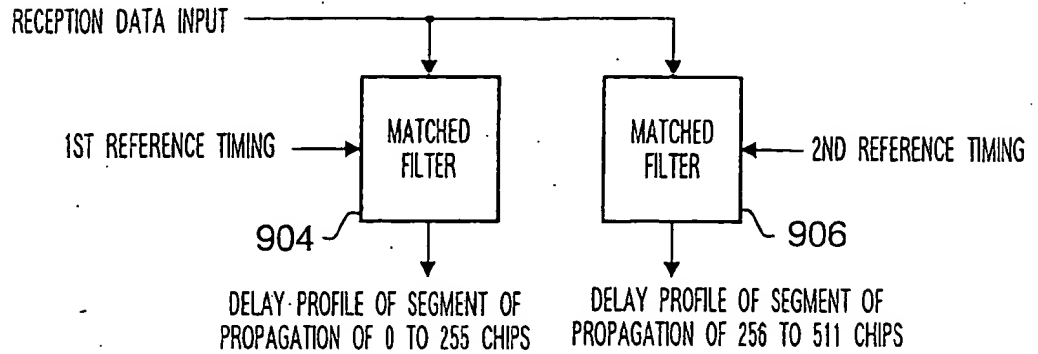 RECEPTION DATA INPUT
MATCHED
FILTER
MATCHED
FILTER
1ST REFERENCE TIMING
2ND REFERENCE TIMING
904
906
DELAY PROFILE OF SEGMENT OF
PROPAGATION OF 0 TO 255 CHIPS
DELAY PROFILE OF SEGMENT OF
PROPAGATION OF 256 TO 511 CHIPS